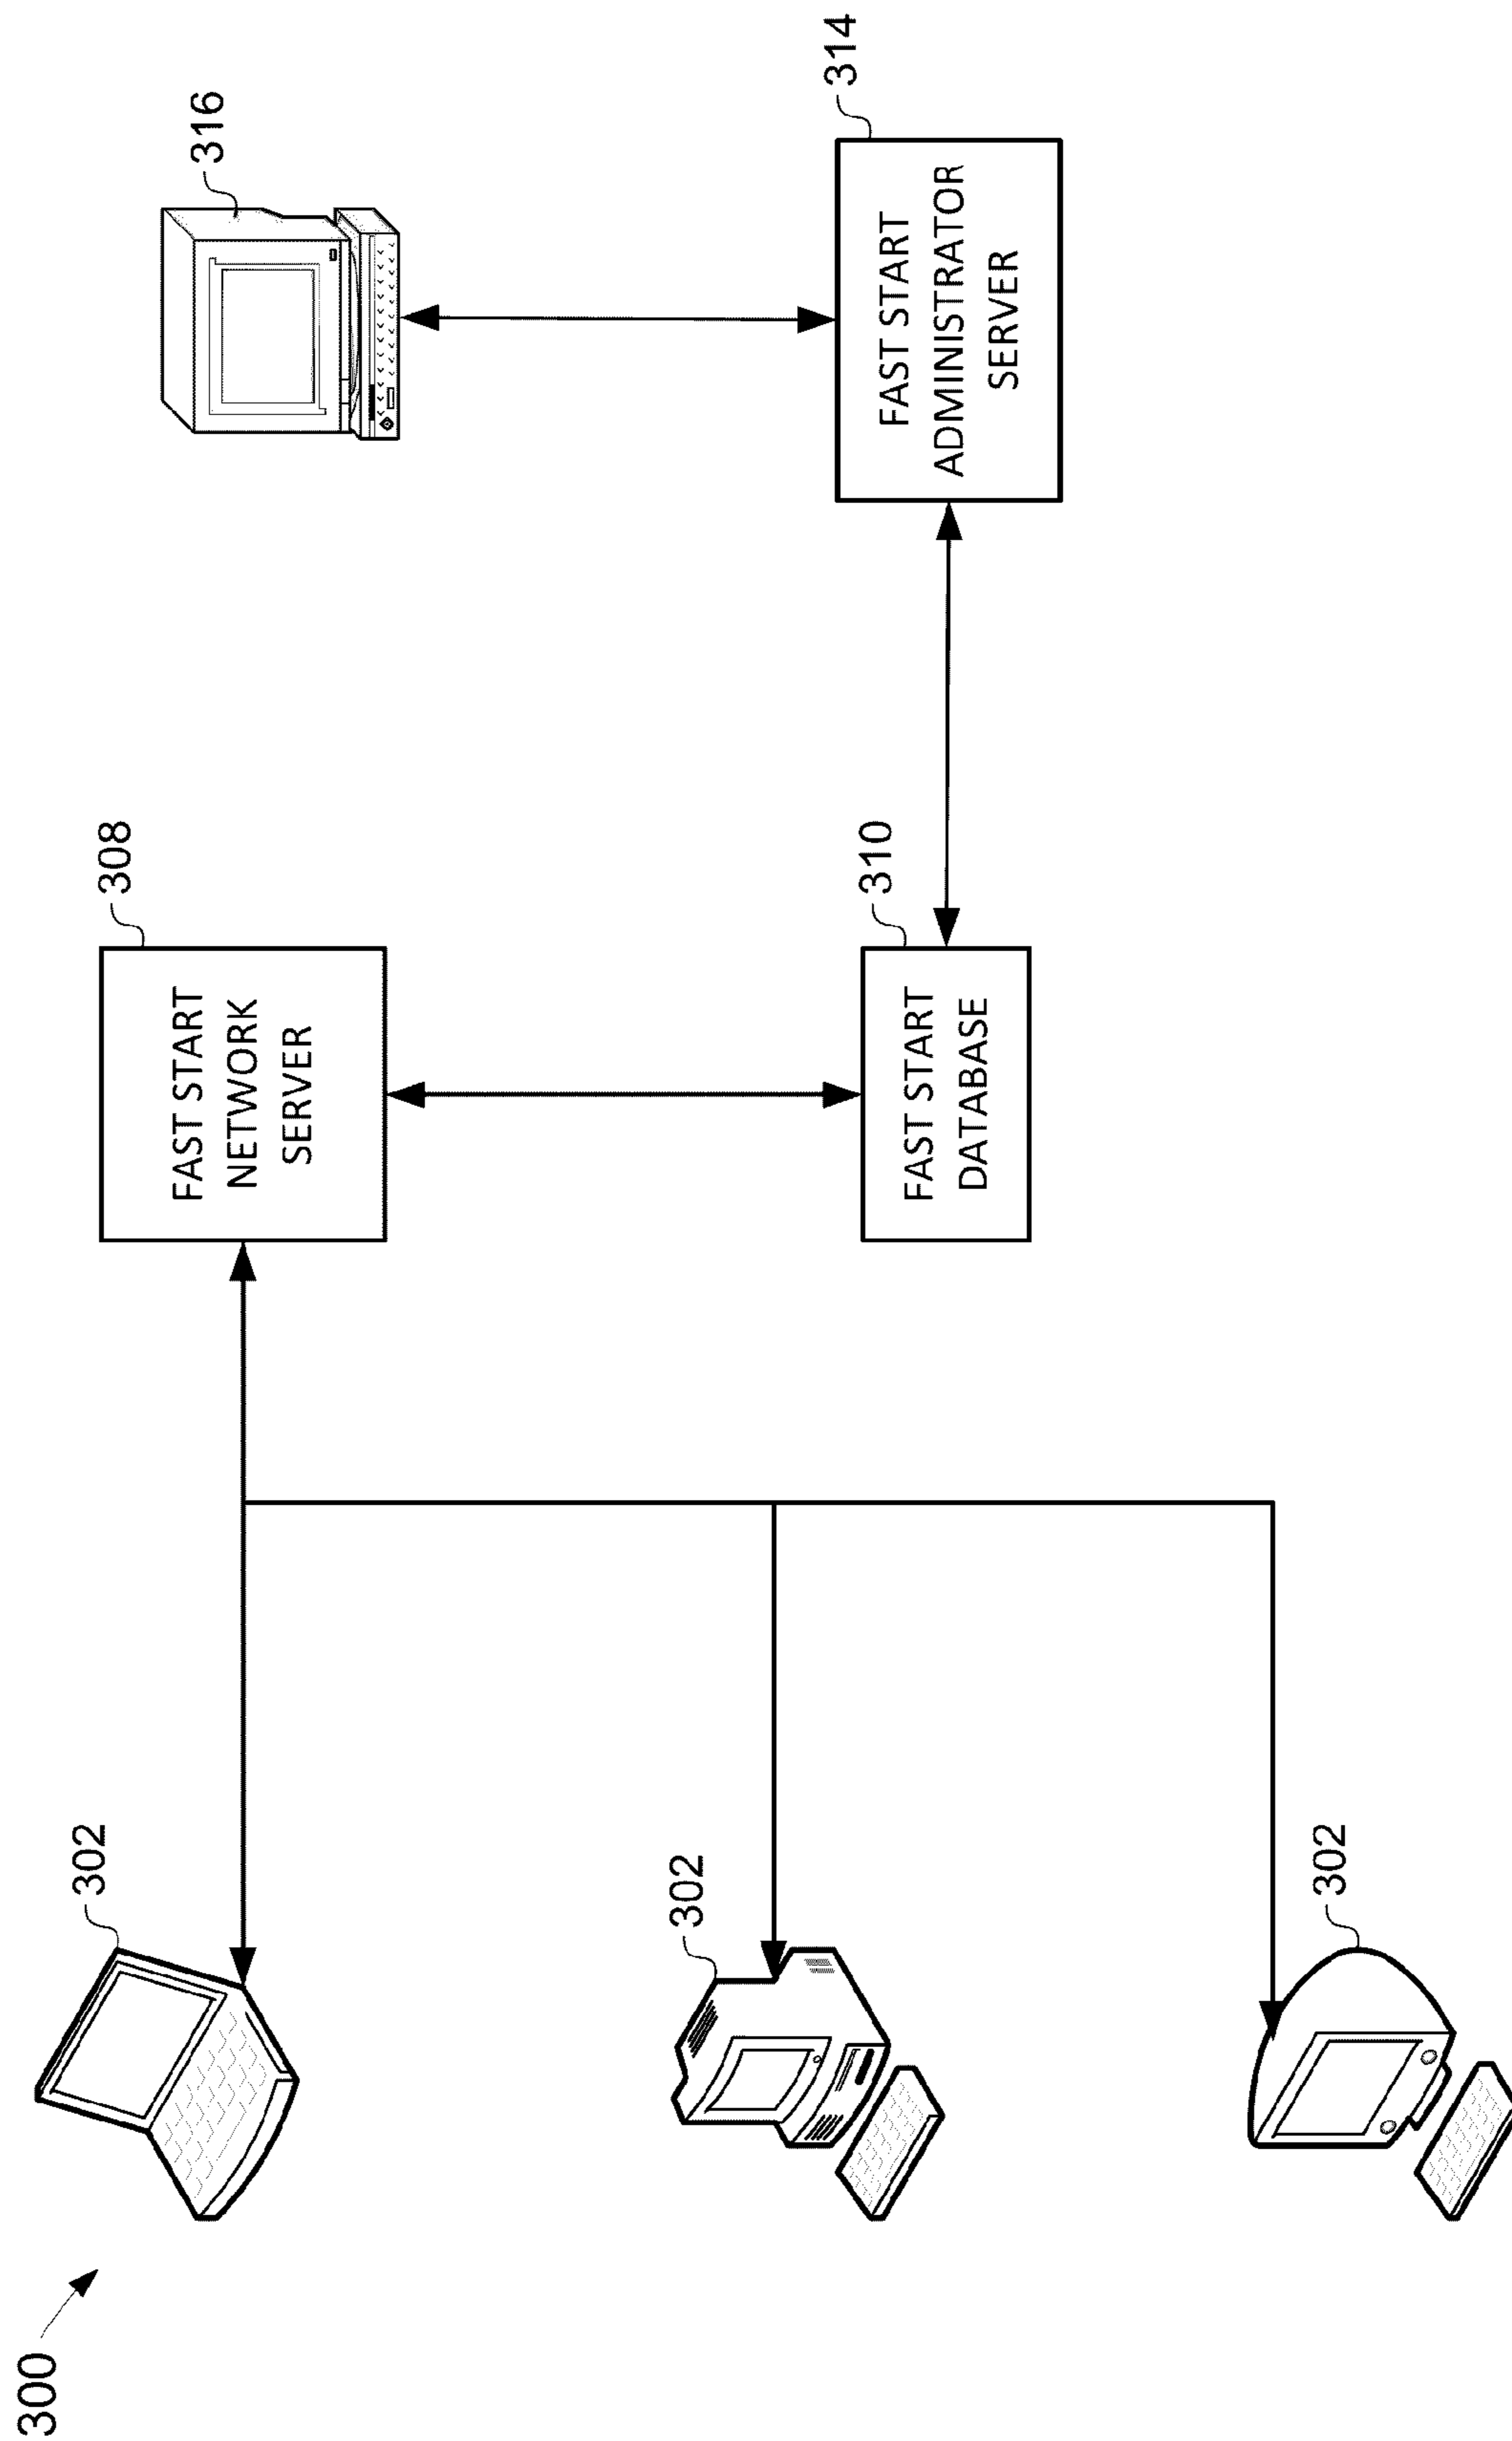 300
302
302
302
308
FAST START
NETWORK
SERVER
310
FAST START
DATABASE
316
314
FAST START
ADMINISTRATOR
SERVER